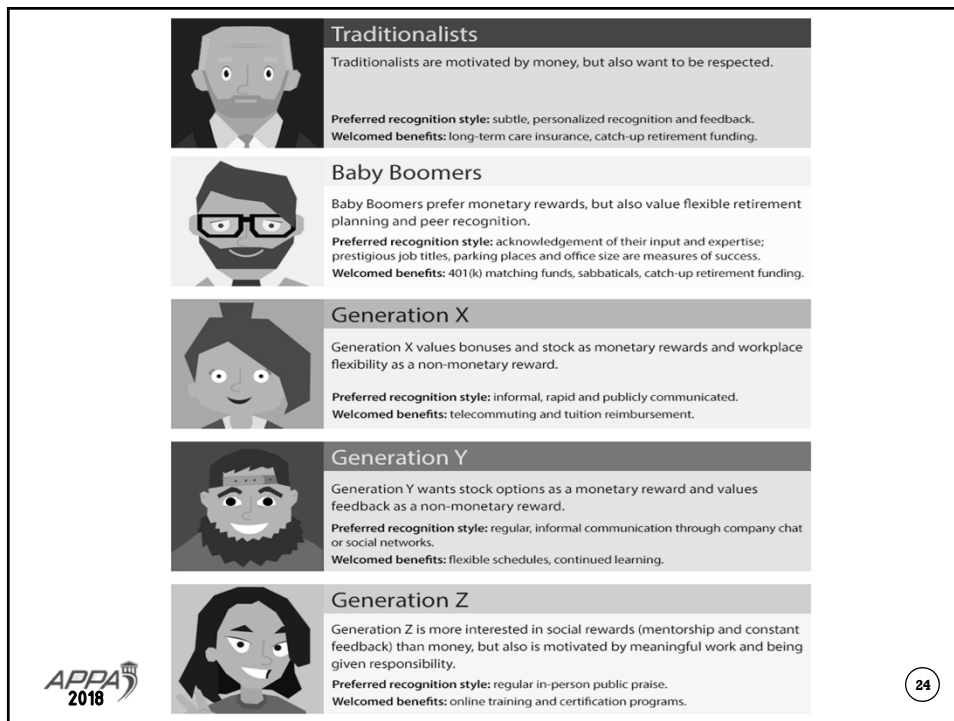 Traditionalists
Traditionalists are motivated by money, but also want to be respected.
Preferred recognition style: subtle, personalized recognition and feedback.
Welcomed benefits: long-term care insurance, catch-up retirement funding.
Baby Boomers
Baby Boomers prefer monetary rewards, but also value flexible retirement
planning and peer recognition.
Preferred recognition style: acknowledgement of their input and expertise;
prestigious job titles, parking places and office size are measures of success.
Welcomed benefits: 401(k) matching funds, sabbaticals, catch-up retirement funding.
Generation X
Generation X values bonuses and stock as monetary rewards and workplace
flexibility as a non-monetary reward.
Preferred recognition style: informal, rapid and publicly communicated.
Welcomed benefits: telecommuting and tuition reimbursement.
Generation Y
Generation Y wants stock options as a monetary reward and values
feedback as a non-monetary reward.
Preferred recognition style: regular, informal communication through company chat
or social networks.
Welcomed benefits: flexible schedules, continued learning.
Generation Z
Generation Z is more interested in social rewards (mentorship and constant
feedback) than money, but also is motivated by meaningful work and being
given responsibility.
Preferred recognition style: regular in-person public praise.
Welcomed benefits: online training and certification programs.
APPA
2018
24